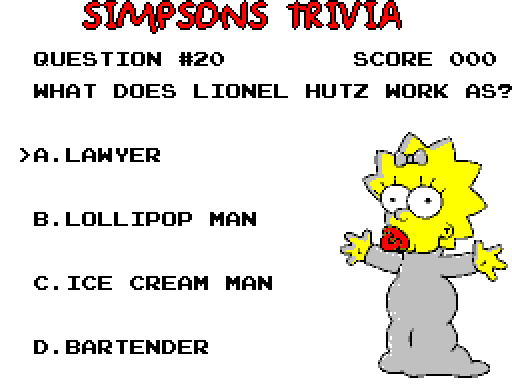 SIMPSONS TRIVIA
QUESTION #20 SCORE 000
WHAT DOES LIONEL HUTZ WORK AS?
>A.LAWYER
B.LOLLIPOP MAN
C.ICE CREAM MAN
D.BARTENDER